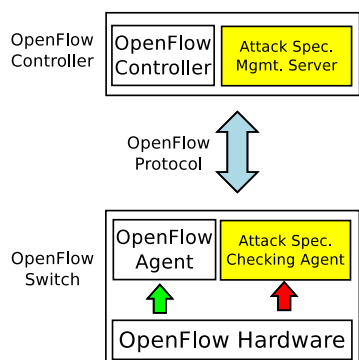 OpenFlow
Controller
OpenFlow
Controller
Attack Spec.
Mgmt. Server
OpenFlow
Protocol
OpenFlow
Switch
OpenFlow
Agent
Attack Spec.
Checking Agent
OpenFlow Hardware